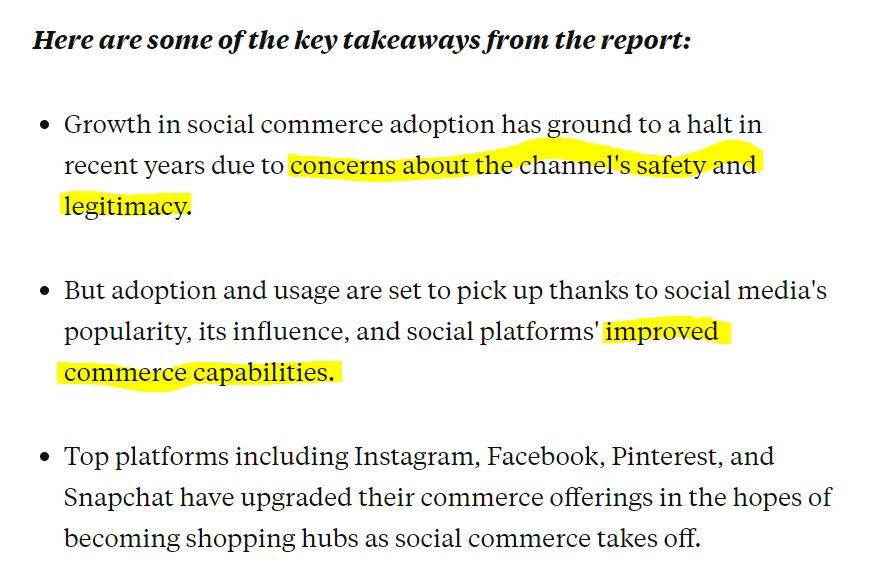 Here are some of the key takeaways from the report:
• Growth in social commerce adoption has ground to a halt in
recent years due to concerns about the channel's safety and
legitimacy.
• But adoption and usage are set to pick up thanks to social media's
popularity, its influence, and social platforms' improved
commerce capabilities.
• Top platforms including Instagram, Facebook, Pinterest, and
Snapchat have upgraded their commerce offerings in the hopes of
becoming shopping hubs as social commerce takes off.